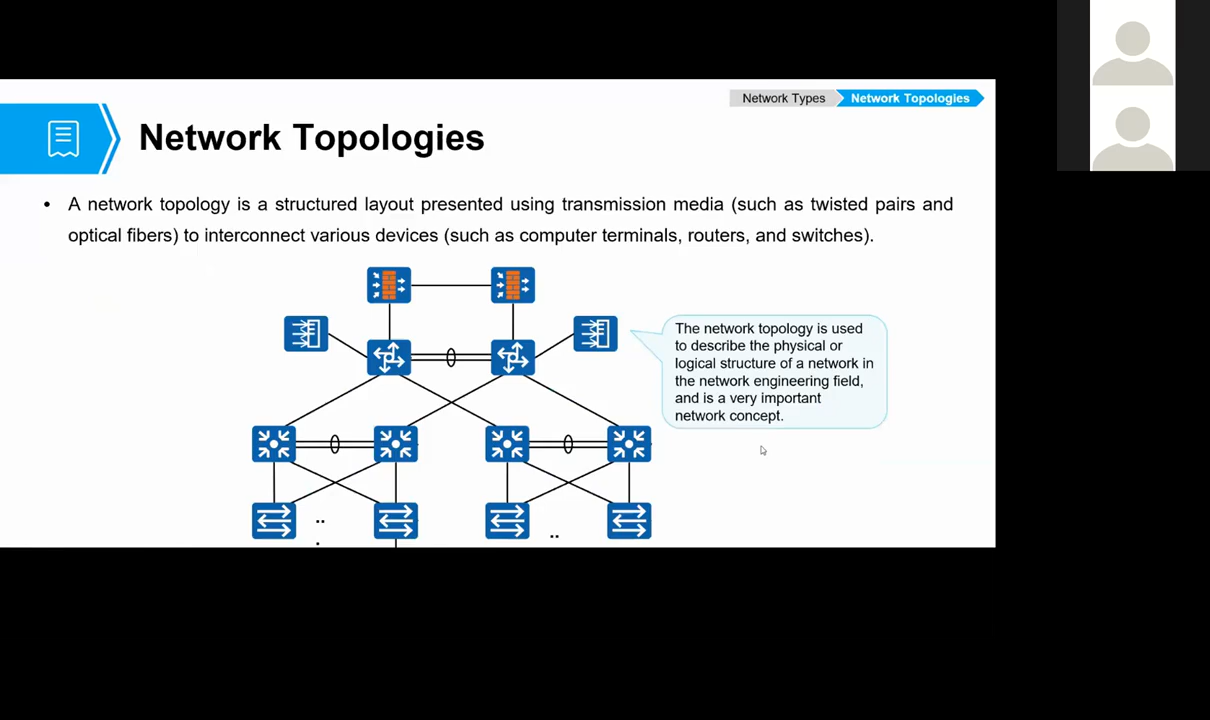 Network Types
Network Topologies
Network Topologies
• A network topology is a structured layout presented using transmission media (such as twisted pairs and
optical fibers) to interconnect various devices (such as computer terminals, routers, and switches).
The network topology is used
to describe the physical or
logical structure of a network in
the network engineering field,
and is a very important
network concept.